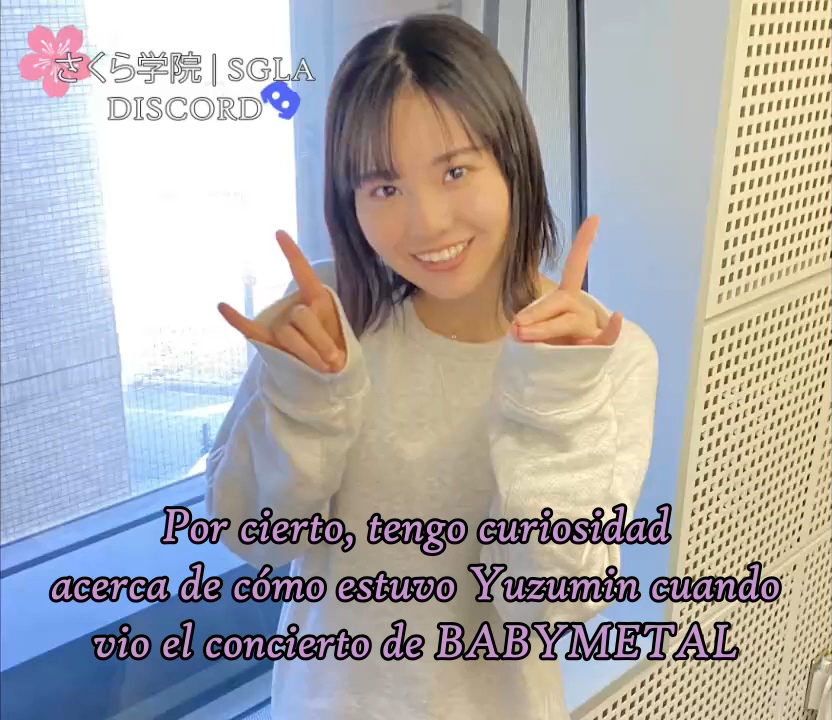 さくら学院 | SGLA
DISCORD
Por cierto, tengo curiosidad
acerca de cómo estuvo Yuzumin cuando
vio el concierto de BABYMETAL